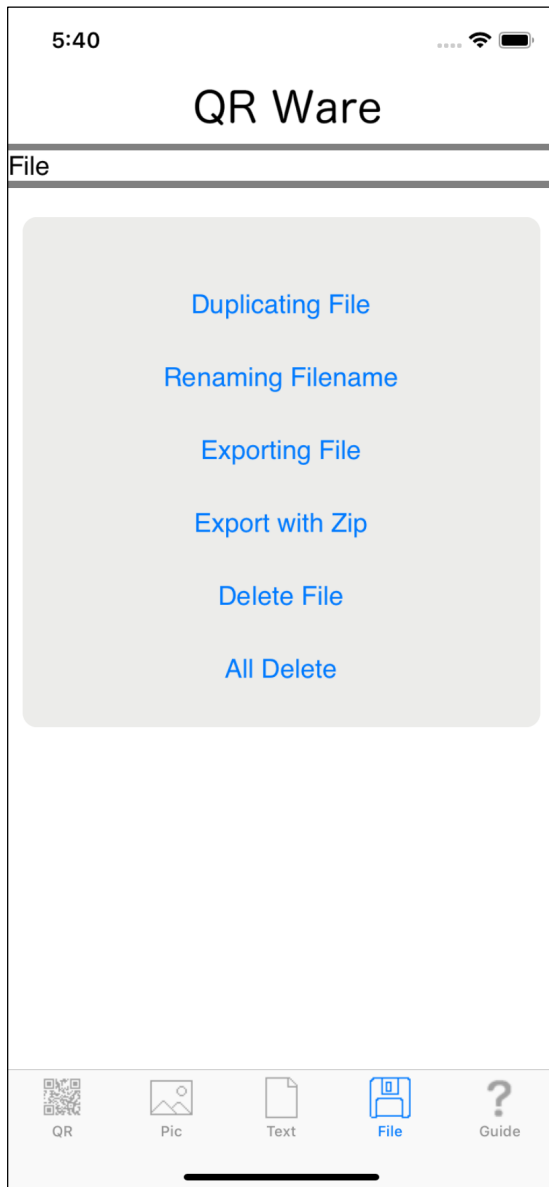 5:40
QR Ware
File
Duplicating File
Renaming Filename
Exporting File
Export with Zip
Delete File
All Delete
QR Pic Text File Guide